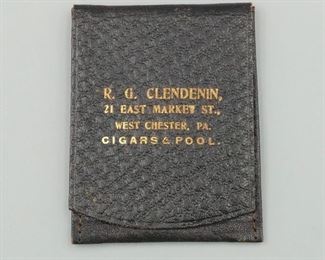 R. G. CLENDENIN,
21 EAST MARKET ST.,
WEST CHESTER, PA.
CIGARS & POOL.